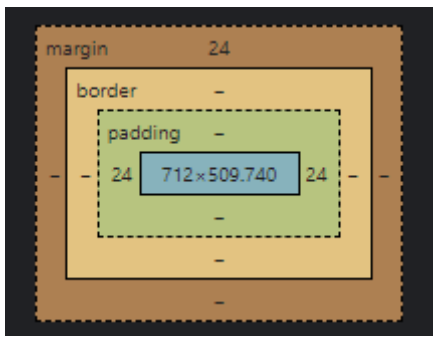 margin 24
border –
padding –
– – 24 712×509.740 24 – –
–
–
–